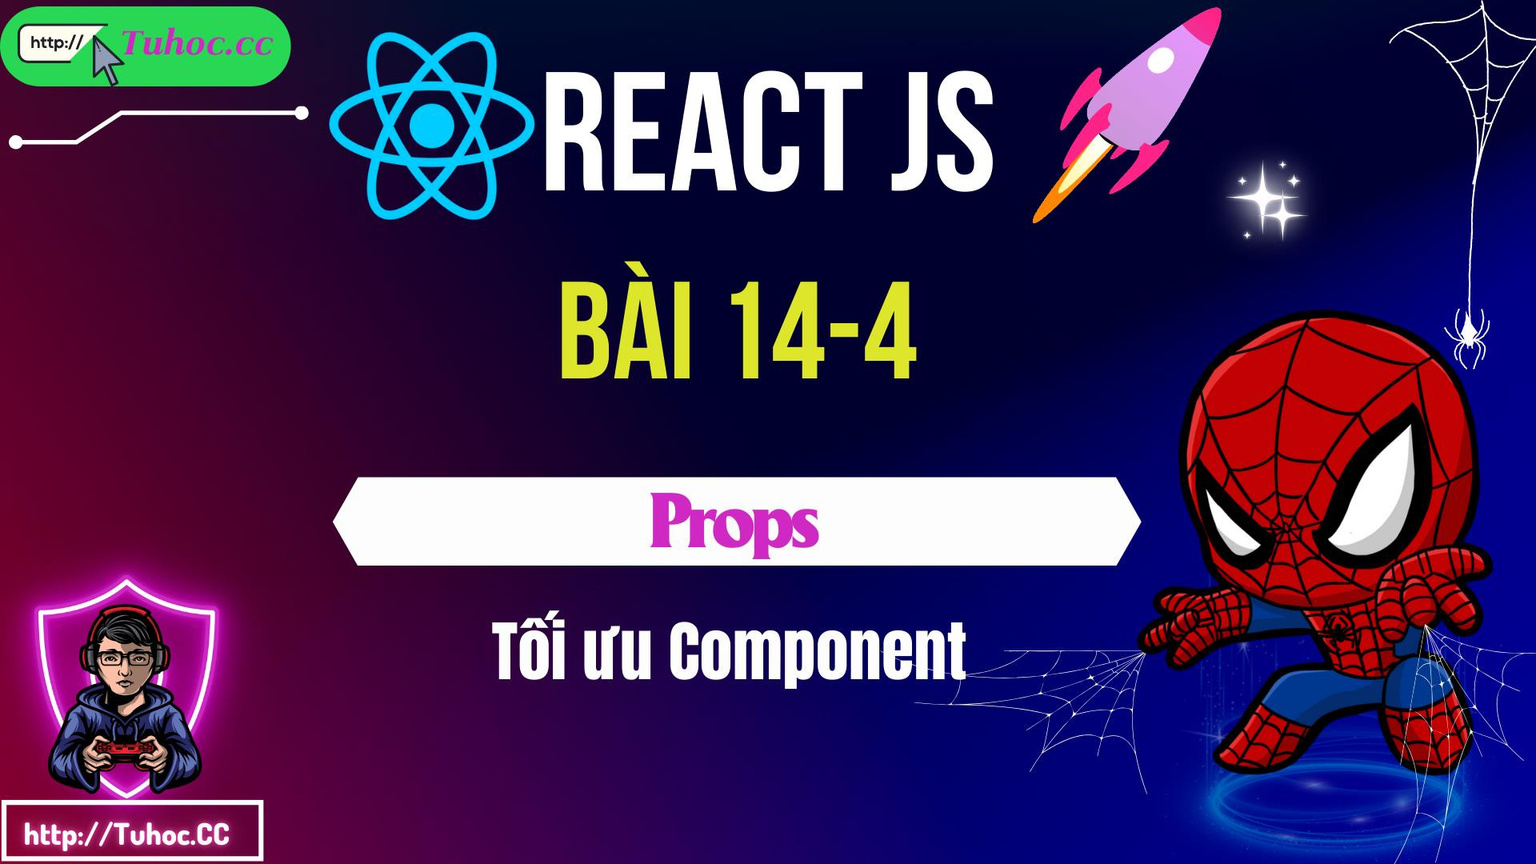 http://
Tuhoc.cc
REACT JS
BÀI 14-4
Props
Tối ưu Component
http://Tuhoc.CC